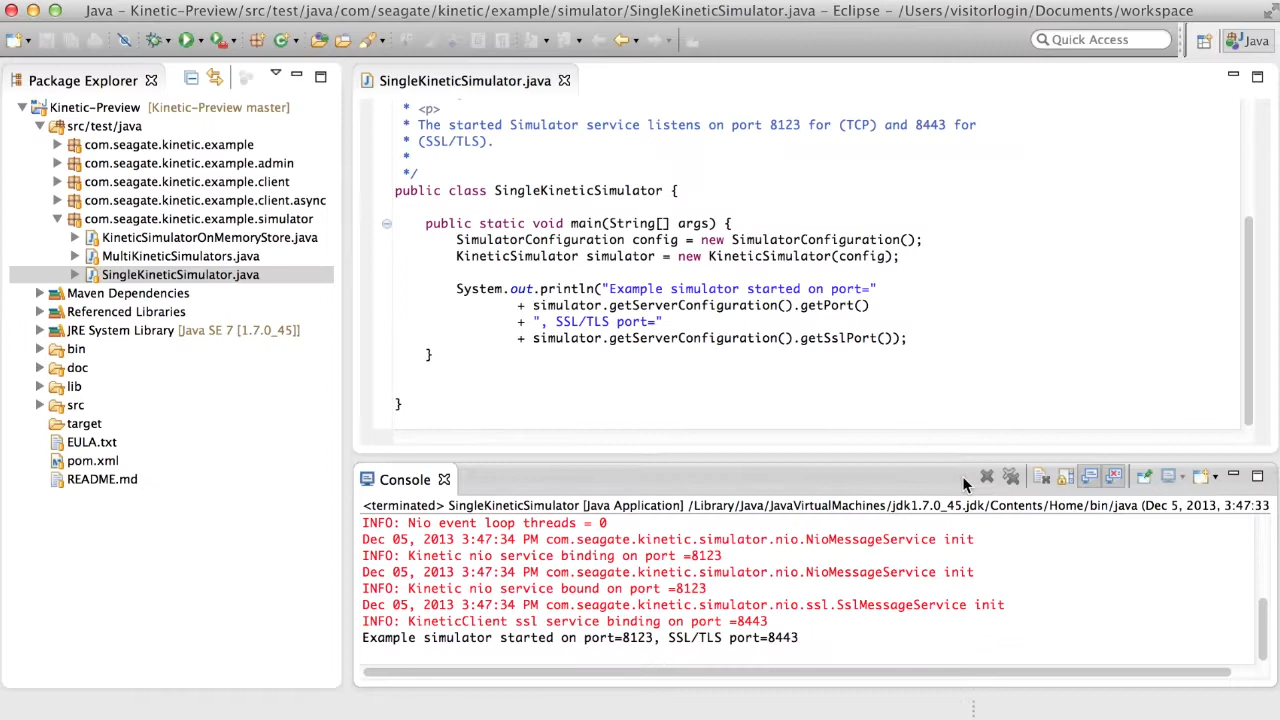 Java – Kinetic-Preview/src/test/java/com/seagate/kinetic/example/simulator/SingleKineticSimulator.java – Eclipse – /Users/visitorlogin/Documents/workspace
Quick Access
Java
Package Explorer
Kinetic-Preview [Kinetic-Preview master]
src/test/java
com.seagate.kinetic.example
com.seagate.kinetic.example.admin
com.seagate.kinetic.example.client
com.seagate.kinetic.example.client.async
com.seagate.kinetic.example.simulator
KineticSimulatorOnMemoryStore.java
MultiKineticSimulators.java
SingleKineticSimulator.java
Maven Dependencies
Referenced Libraries
JRE System Library [Java SE 7 [1.7.0_45]]
bin
doc
lib
src
target
EULA.txt
pom.xml
README.md
SingleKineticSimulator.java
* <p>
* The started Simulator service listens on port 8123 for (TCP) and 8443 for
* (SSL/TLS).
*
*/
public class SingleKineticSimulator {
public static void main(String[] args) {
SimulatorConfiguration config = new SimulatorConfiguration();
KineticSimulator simulator = new KineticSimulator(config);
System.out.println("Example simulator started on port="
+ simulator.getServerConfiguration().getPort()
+ ", SSL/TLS port="
+ simulator.getServerConfiguration().getSslPort());
}
}
Console
<terminated> SingleKineticSimulator [Java Application] /Library/Java/JavaVirtualMachines/jdk1.7.0_45.jdk/Contents/Home/bin/java (Dec 5, 2013, 3:47:33
INFO: Nio event loop threads = 0
Dec 05, 2013 3:47:34 PM com.seagate.kinetic.simulator.nio.NioMessageService init
INFO: Kinetic nio service binding on port =8123
Dec 05, 2013 3:47:34 PM com.seagate.kinetic.simulator.nio.NioMessageService init
INFO: Kinetic nio service bound on port =8123
Dec 05, 2013 3:47:34 PM com.seagate.kinetic.simulator.nio.ssl.SslMessageService init
INFO: KineticClient ssl service binding on port =8443
Example simulator started on port=8123, SSL/TLS port=8443